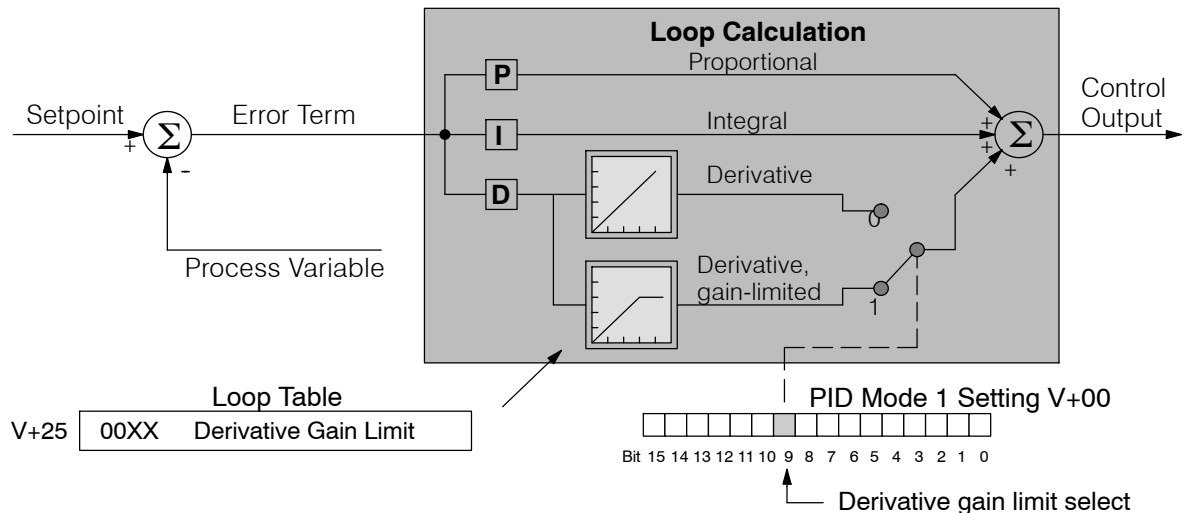 Loop Calculation
Proportional
P
Control
Output
Setpoint
Error Term
Integral
Σ
I
Σ
+
+
+
+
-
D
Derivative
0
Process Variable
Derivative,
gain-limited
1
Loop Table
V+25 00XX Derivative Gain Limit
PID Mode 1 Setting V+00
Bit 15 14 13 12 11 10 9 8 7 6 5 4 3 2 1 0
Derivative gain limit select